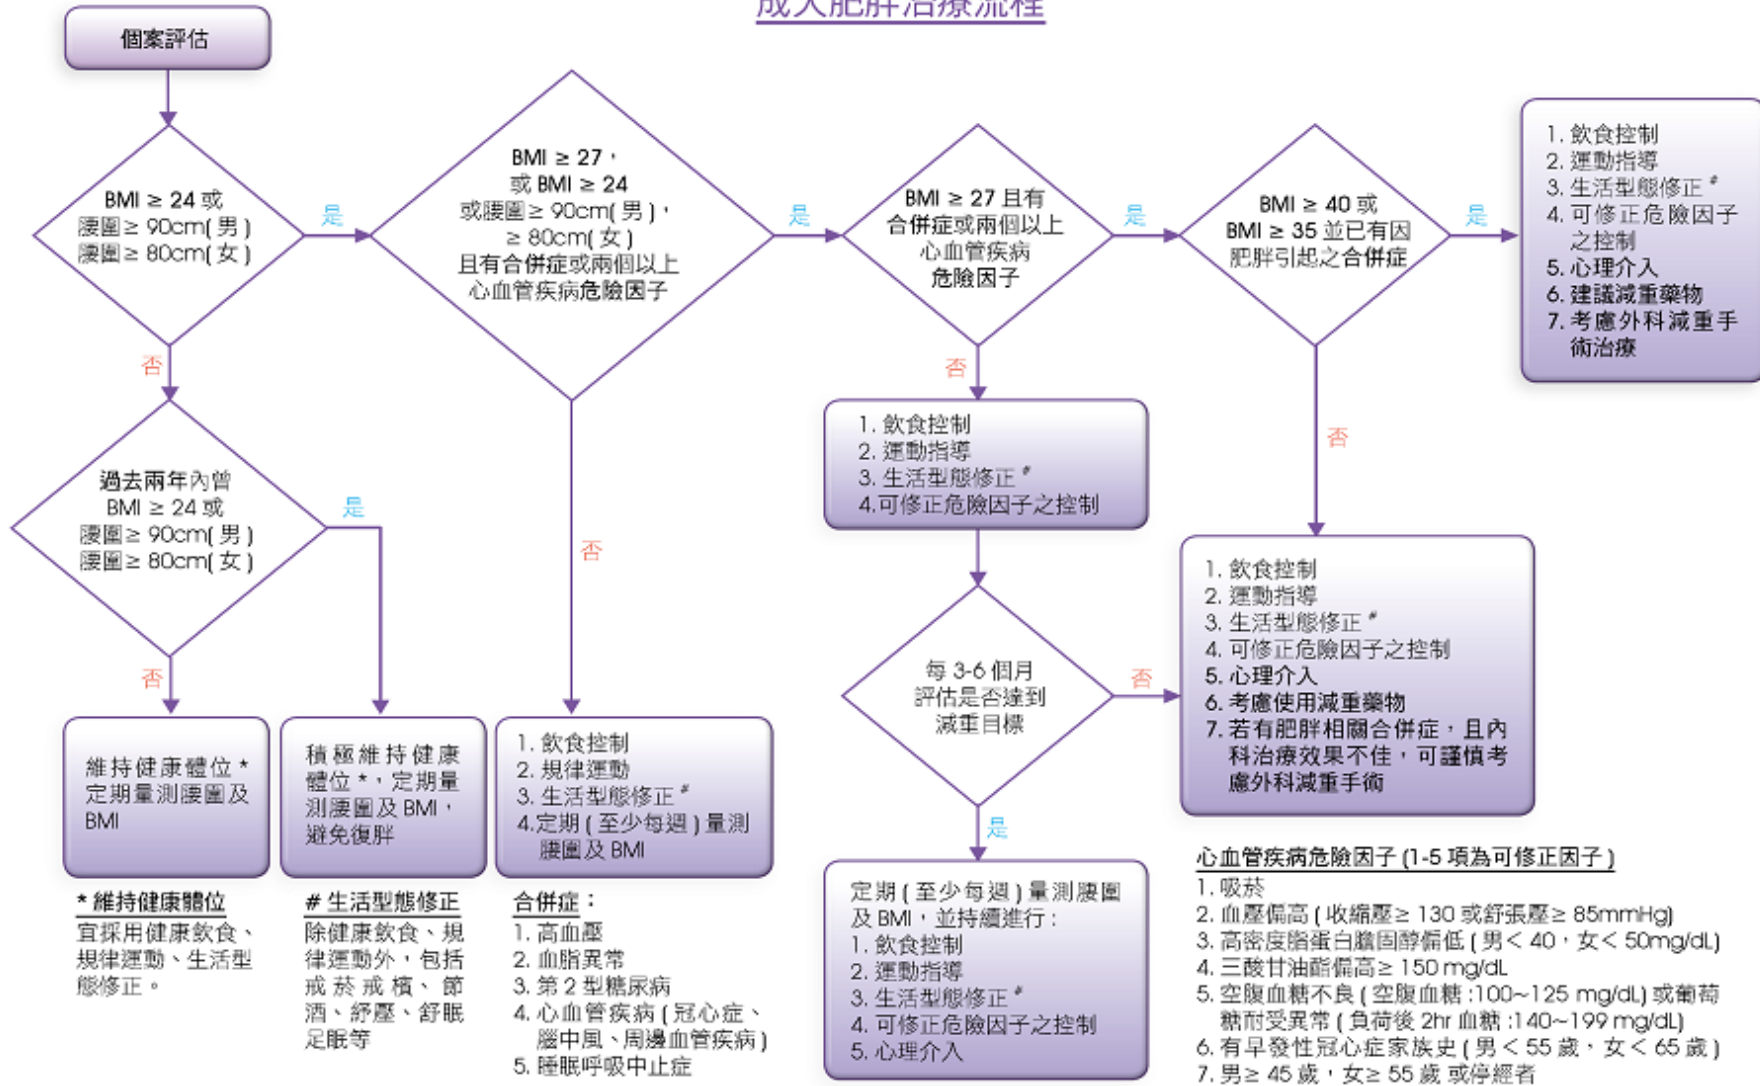 成人肥胖治療流程
個案評估
BMI ≥ 24 或
腰圍≥ 90cm( 男 )
腰圍≥ 80cm( 女 )
是
否
BMI ≥ 27，
或 BMI ≥ 24
或腰圍≥ 90cm( 男 )，
≥ 80cm( 女 )
且有合併症或兩個以上
心血管疾病危險因子
是
否
BMI ≥ 27 且有
合併症或兩個以上
心血管疾病
危險因子
是
否
BMI ≥ 40 或
BMI ≥ 35 並已有因
肥胖引起之合併症
是
否
1. 飲食控制
2. 運動指導
3. 生活型態修正 #
4. 可修正危險因子
之控制
5. 心理介入
6. 建議減重藥物
7. 考慮外科減重手
術治療
過去兩年內曾
BMI ≥ 24 或
腰圍≥ 90cm( 男 )
腰圍≥ 80cm( 女 )
是
否
1. 飲食控制
2. 運動指導
3. 生活型態修正 #
4.可修正危險因子之控制
每 3-6 個月
評估是否達到
減重目標
否
是
1. 飲食控制
2. 運動指導
3. 生活型態修正 #
4. 可修正危險因子之控制
5. 心理介入
6. 考慮使用減重藥物
7. 若有肥胖相關合併症，且內
科治療效果不佳，可謹慎考
慮外科減重手術
維持健康體位 *
定期量測腰圍及
BMI
積極維持健康
體位 *，定期量
測腰圍及 BMI，
避免復胖
1. 飲食控制
2. 規律運動
3. 生活型態修正 #
4.定期 ( 至少每週 ) 量測
腰圍及 BMI
定期 ( 至少每週 ) 量測腰圍
及 BMI，並持續進行 :
1. 飲食控制
2. 運動指導
3. 生活型態修正 #
4. 可修正危險因子之控制
5. 心理介入
* 維持健康體位
宜採用健康飲食、
規律運動、生活型
態修正。
# 生活型態修正
除健康飲食、規
律運動外，包括
戒菸戒檳、節
酒、紓壓、舒眠
足眠等
合併症：
1. 高血壓
2. 血脂異常
3. 第 2 型糖尿病
4. 心血管疾病 ( 冠心症、
腦中風、周邊血管疾病 )
5. 睡眠呼吸中止症
心血管疾病危險因子 (1-5 項為可修正因子 )
1. 吸菸
2. 血壓偏高 ( 收縮壓≥ 130 或舒張壓≥ 85mmHg)
3. 高密度脂蛋白膽固醇偏低 ( 男< 40，女< 50mg/dL)
4. 三酸甘油酯偏高≥ 150 mg/dL
5. 空腹血糖不良 ( 空腹血糖 :100~125 mg/dL) 或葡萄
糖耐受異常 ( 負荷後 2hr 血糖 :140~199 mg/dL)
6. 有早發性冠心症家族史 ( 男< 55 歲，女< 65 歲 )
7. 男≥ 45 歲，女≥ 55 歲 或停經者